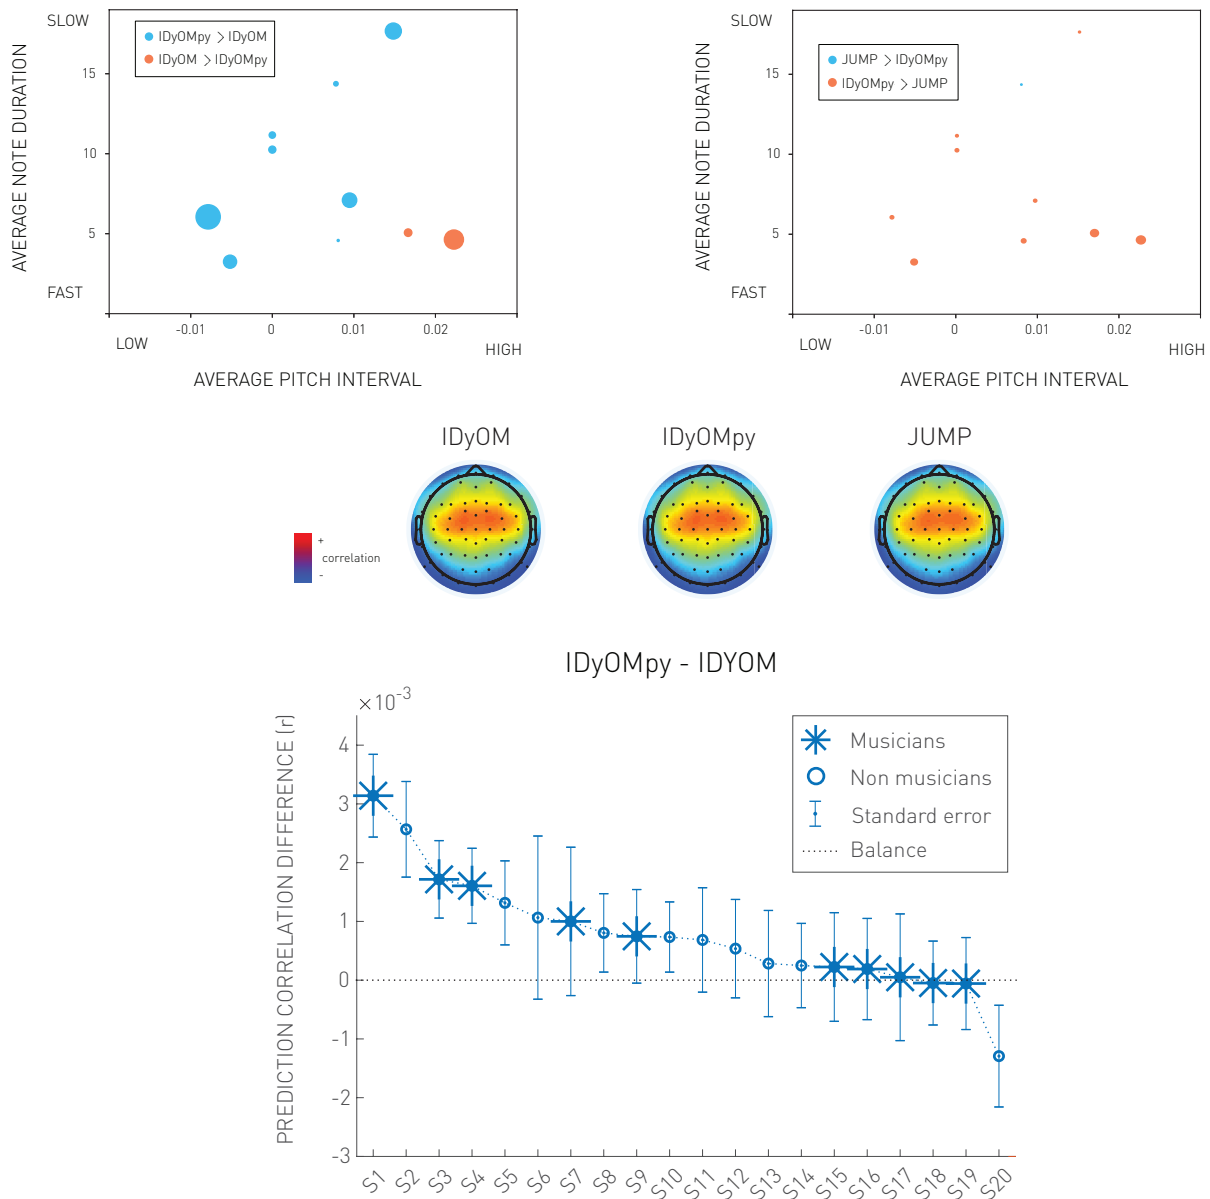 SLOW
IDyOMpy > IDyOM
IDyOM > IDyOMpy
15
10
5
FAST
AVERAGE NOTE DURATION
-0.01
0
0.01
0.02
LOW
HIGH
AVERAGE PITCH INTERVAL
SLOW
JUMP > IDyOMpy
IDyOMpy > JUMP
15
10
5
FAST
AVERAGE NOTE DURATION
-0.01
0
0.01
0.02
LOW
HIGH
AVERAGE PITCH INTERVAL
IDyOM
IDyOMpy
JUMP
+
correlation
-
IDyOMpy - IDYOM
×10⁻³
PREDICTION CORRELATION DIFFERENCE (r)
4
3
2
1
0
-1
-2
-3
Musicians
Non musicians
Standard error
Balance
S1
S2
S3
S4
S5
S6
S7
S8
S9
S10
S11
S12
S13
S14
S15
S16
S17
S18
S19
S20